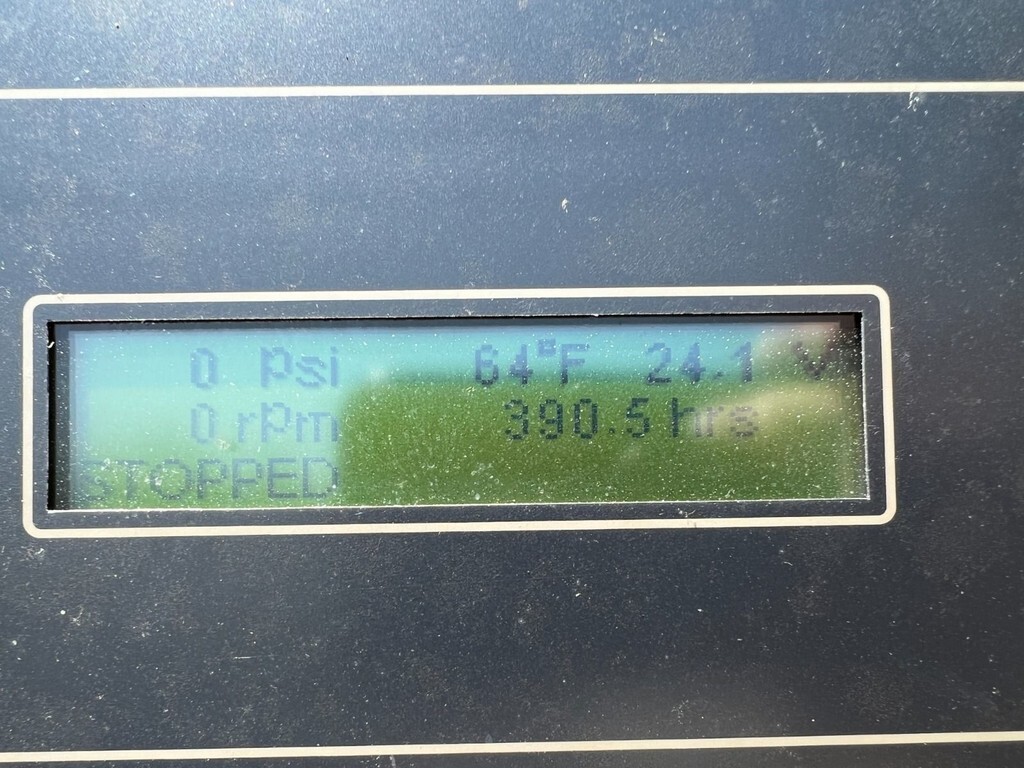 0 psi 64°F 24.1 V
0 rpm 390.5 hrs
STOPPED